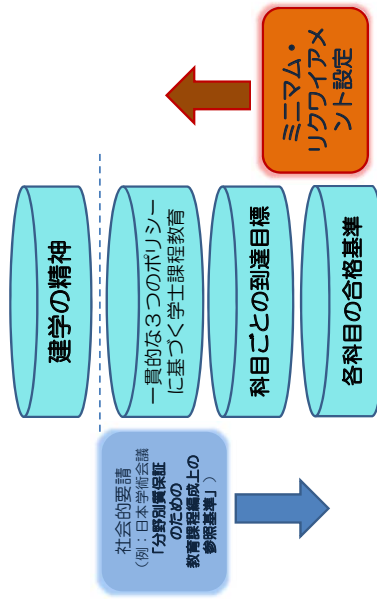 建学の精神
一貫的な３つのポリシー
に基づく学士課程教育
科目ごとの到達目標
各科目の合格基準
社会的要請
（例：日本学術会議
「分野別質保証
のための
教育課程編成上の
参照基準」）
ミニマム・
リクワイアメ
ント設定